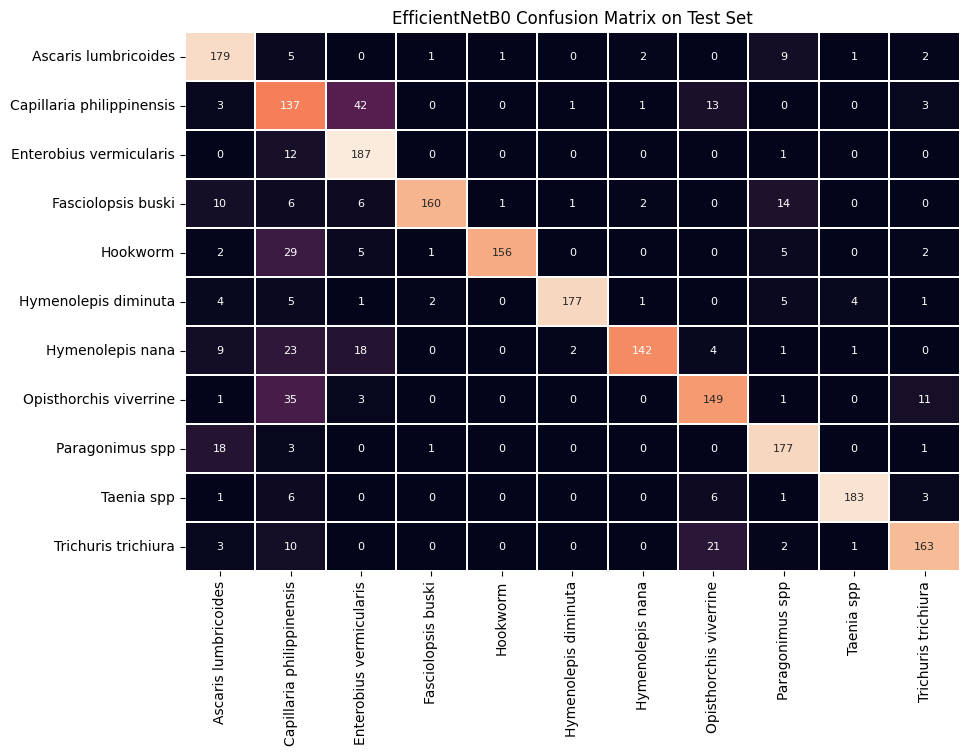 EfficientNetB0 Confusion Matrix on Test Set
Ascaris lumbricoides 179 5 0 1 1 0 2 0 9 1 2
Capillaria philippinensis 3 137 42 0 0 1 1 13 0 0 3
Enterobius vermicularis 0 12 187 0 0 0 0 0 1 0 0
Fasciolopsis buski 10 6 6 160 1 1 2 0 14 0 0
Hookworm 2 29 5 1 156 0 0 0 5 0 2
Hymenolepis diminuta 4 5 1 2 0 177 1 0 5 4 1
Hymenolepis nana 9 23 18 0 0 2 142 4 1 1 0
Opisthorchis viverrine 1 35 3 0 0 0 0 149 1 0 11
Paragonimus spp 18 3 0 1 0 0 0 0 177 0 1
Taenia spp 1 6 0 0 0 0 0 6 1 183 3
Trichuris trichiura 3 10 0 0 0 0 0 21 2 1 163
Ascaris lumbricoides
Capillaria philippinensis
Enterobius vermicularis
Fasciolopsis buski
Hookworm
Hymenolepis diminuta
Hymenolepis nana
Opisthorchis viverrine
Paragonimus spp
Taenia spp
Trichuris trichiura